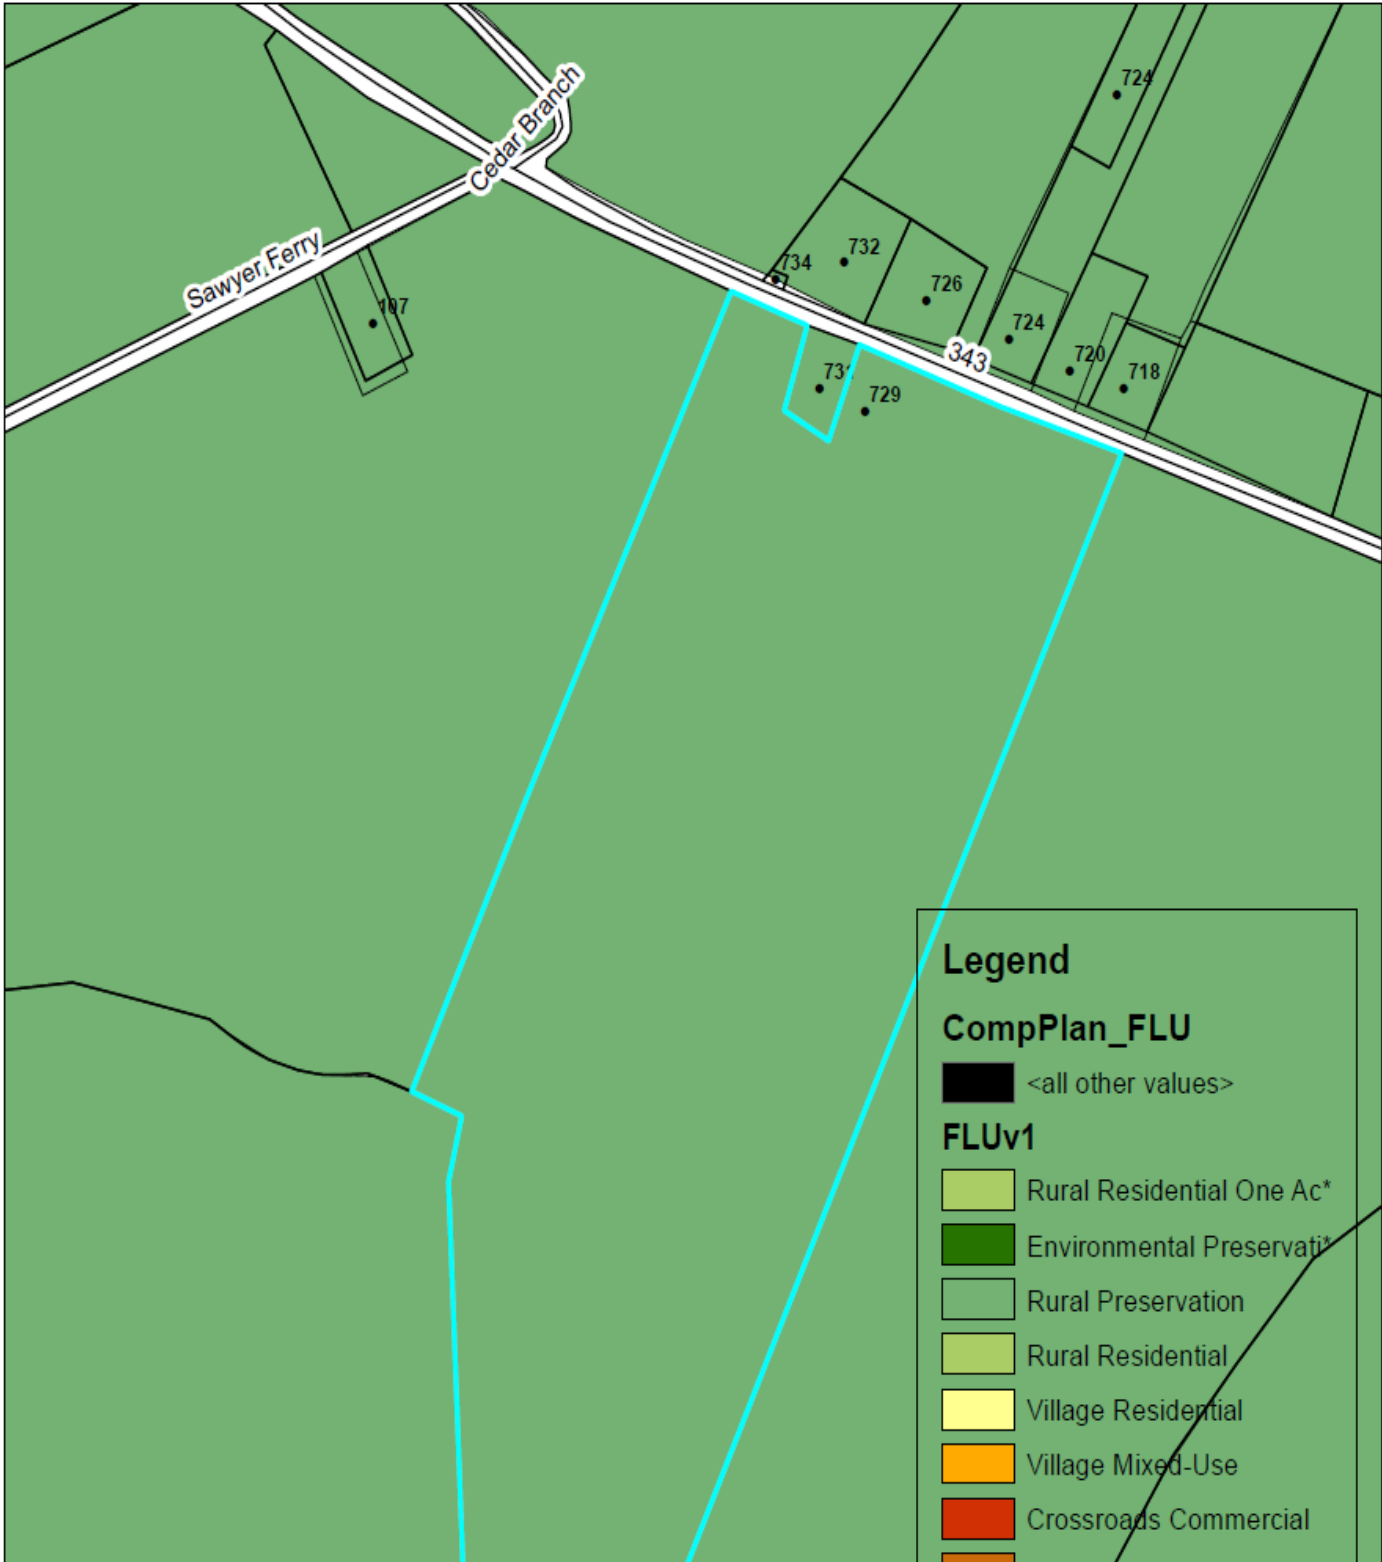 724
Cedar Branch
Sawyer Ferry
732
734
726
107
724
343
720
718
731
729
Legend
CompPlan_FLU
<all other values>
FLUv1
Rural Residential One Ac*
Environmental Preservati*
Rural Preservation
Rural Residential
Village Residential
Village Mixed-Use
Crossroads Commercial